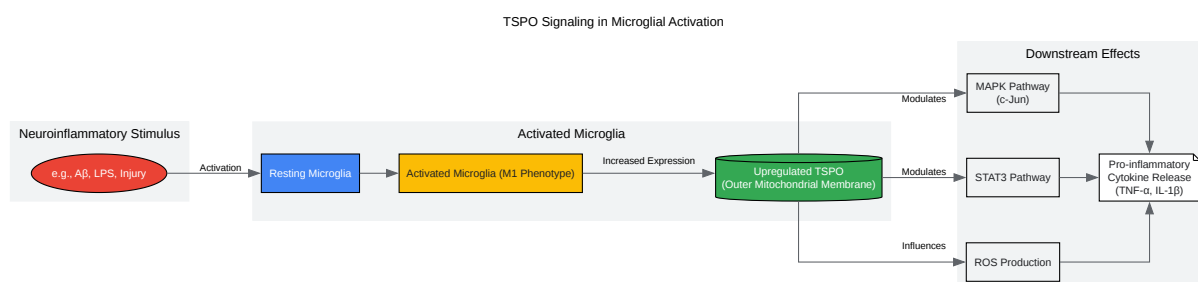 TSPO Signaling in Microglial Activation
Neuroinflammatory Stimulus
e.g., Aβ, LPS, Injury
Activation
Activated Microglia
Resting Microglia
Activated Microglia (M1 Phenotype)
Increased Expression
Upregulated TSPO
(Outer Mitochondrial Membrane)
Modulates
Modulates
Influences
Downstream Effects
MAPK Pathway
(c-Jun)
STAT3 Pathway
ROS Production
Pro-inflammatory
Cytokine Release
(TNF-α, IL-1β)